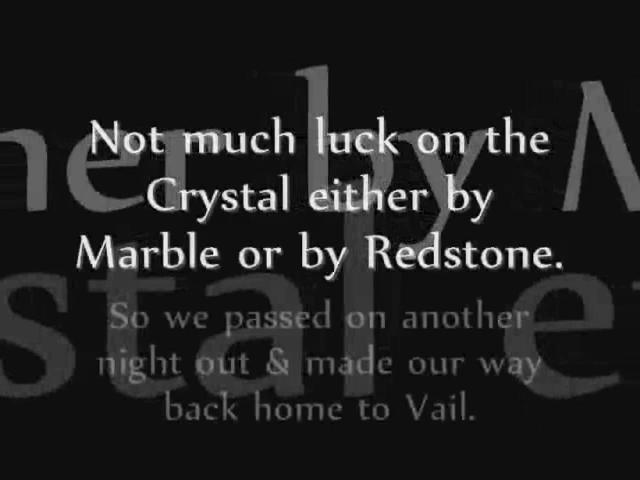 Not much luck on the
Crystal either by
Marble or by Redstone.
So we passed on another
night out & made our way
back home to Vail.